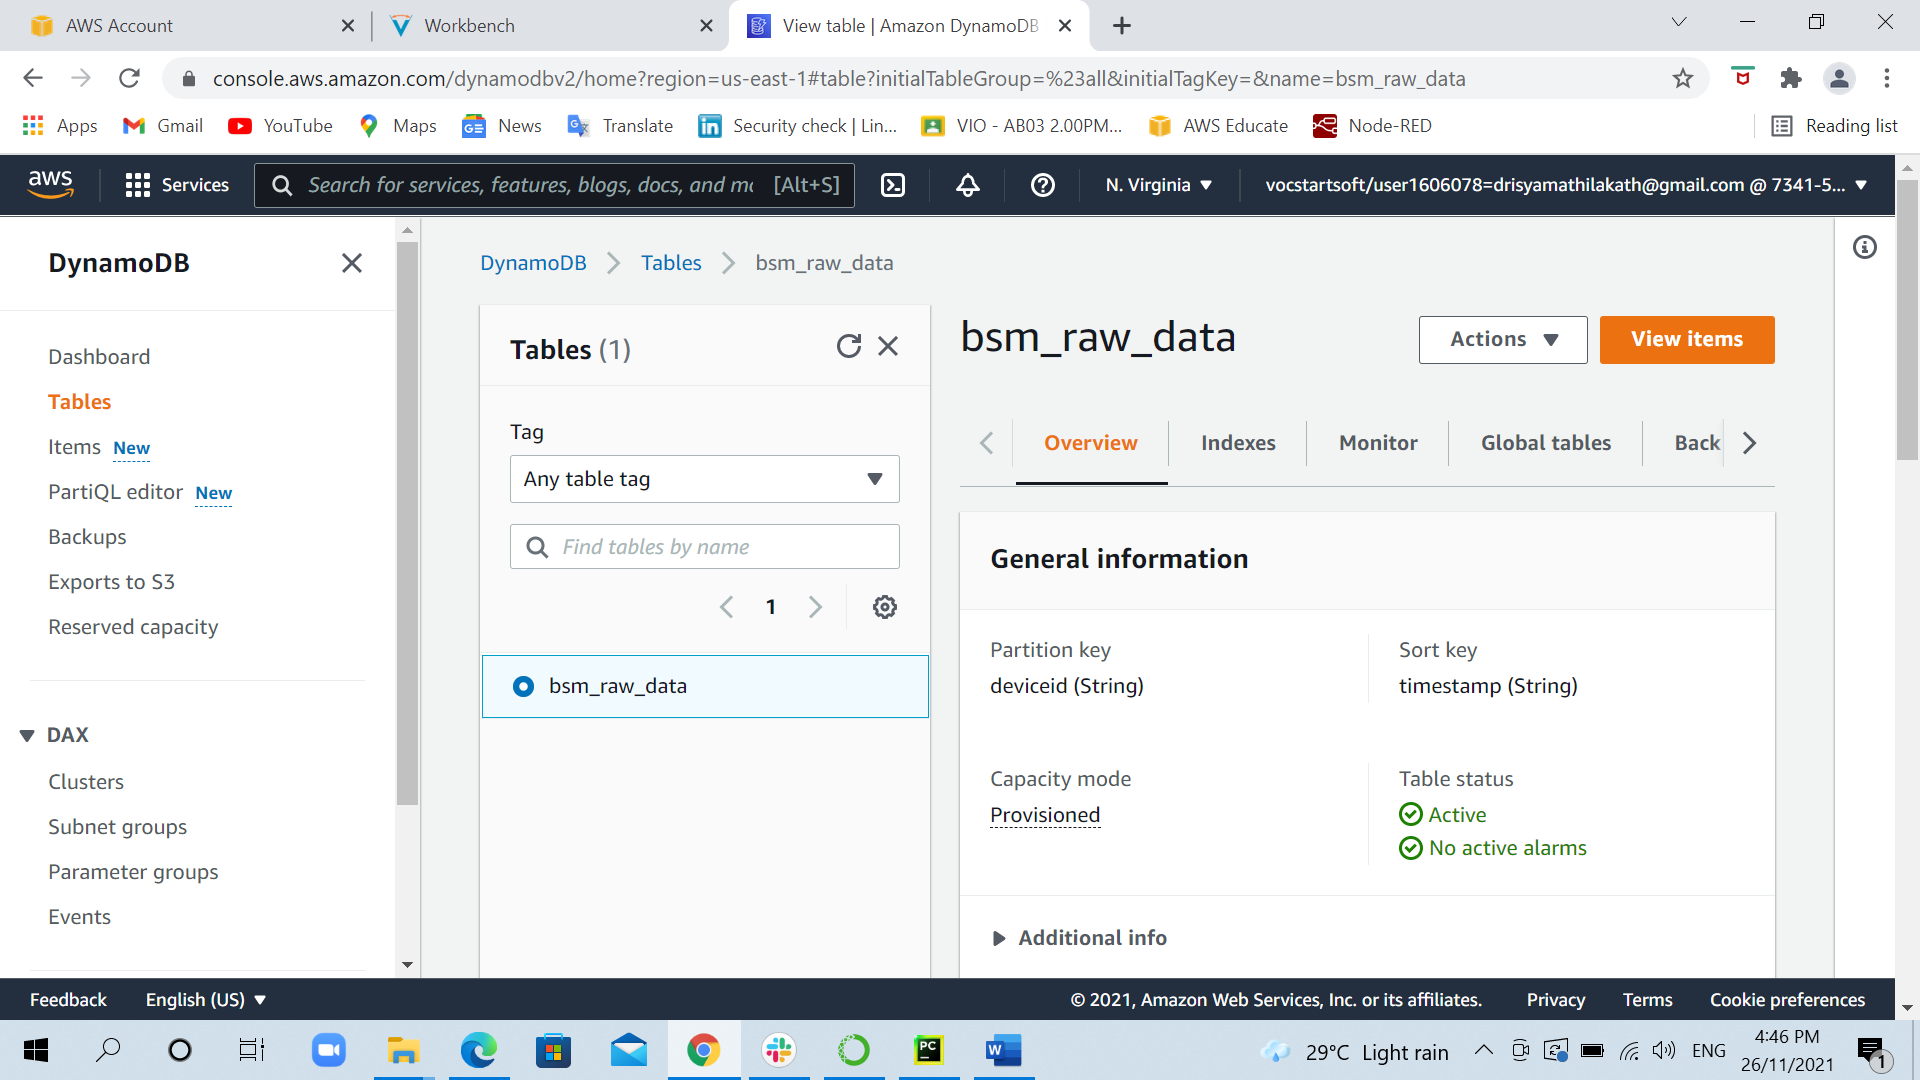 AWS Account
Workbench
View table | Amazon DynamoDB
console.aws.amazon.com/dynamodbv2/home?region=us-east-1#table?initialTableGroup=%23all&initialTagKey=&name=bsm_raw_data
Apps Gmail YouTube Maps News Translate Security check | Lin... VIO - AB03 2.00PM... AWS Educate Node-RED Reading list
aws Services Search for services, features, blogs, docs, and mo [Alt+S] N. Virginia vocstartsoft/user1606078=drisyamathilakath@gmail.com @ 7341-5...
DynamoDB
Dashboard
Tables
Items New
PartiQL editor New
Backups
Exports to S3
Reserved capacity
DAX
Clusters
Subnet groups
Parameter groups
Events
DynamoDB Tables bsm_raw_data
Tables (1)
Tag
Any table tag
Find tables by name
1
bsm_raw_data
bsm_raw_data
Actions
View items
Overview Indexes Monitor Global tables Back
General information
Partition key
deviceid (String)
Sort key
timestamp (String)
Capacity mode
Provisioned
Table status
Active
No active alarms
Additional info
Feedback English (US) © 2021, Amazon Web Services, Inc. or its affiliates. Privacy Terms Cookie preferences
PC
W
29°C Light rain
ENG
4:46 PM
26/11/2021
1